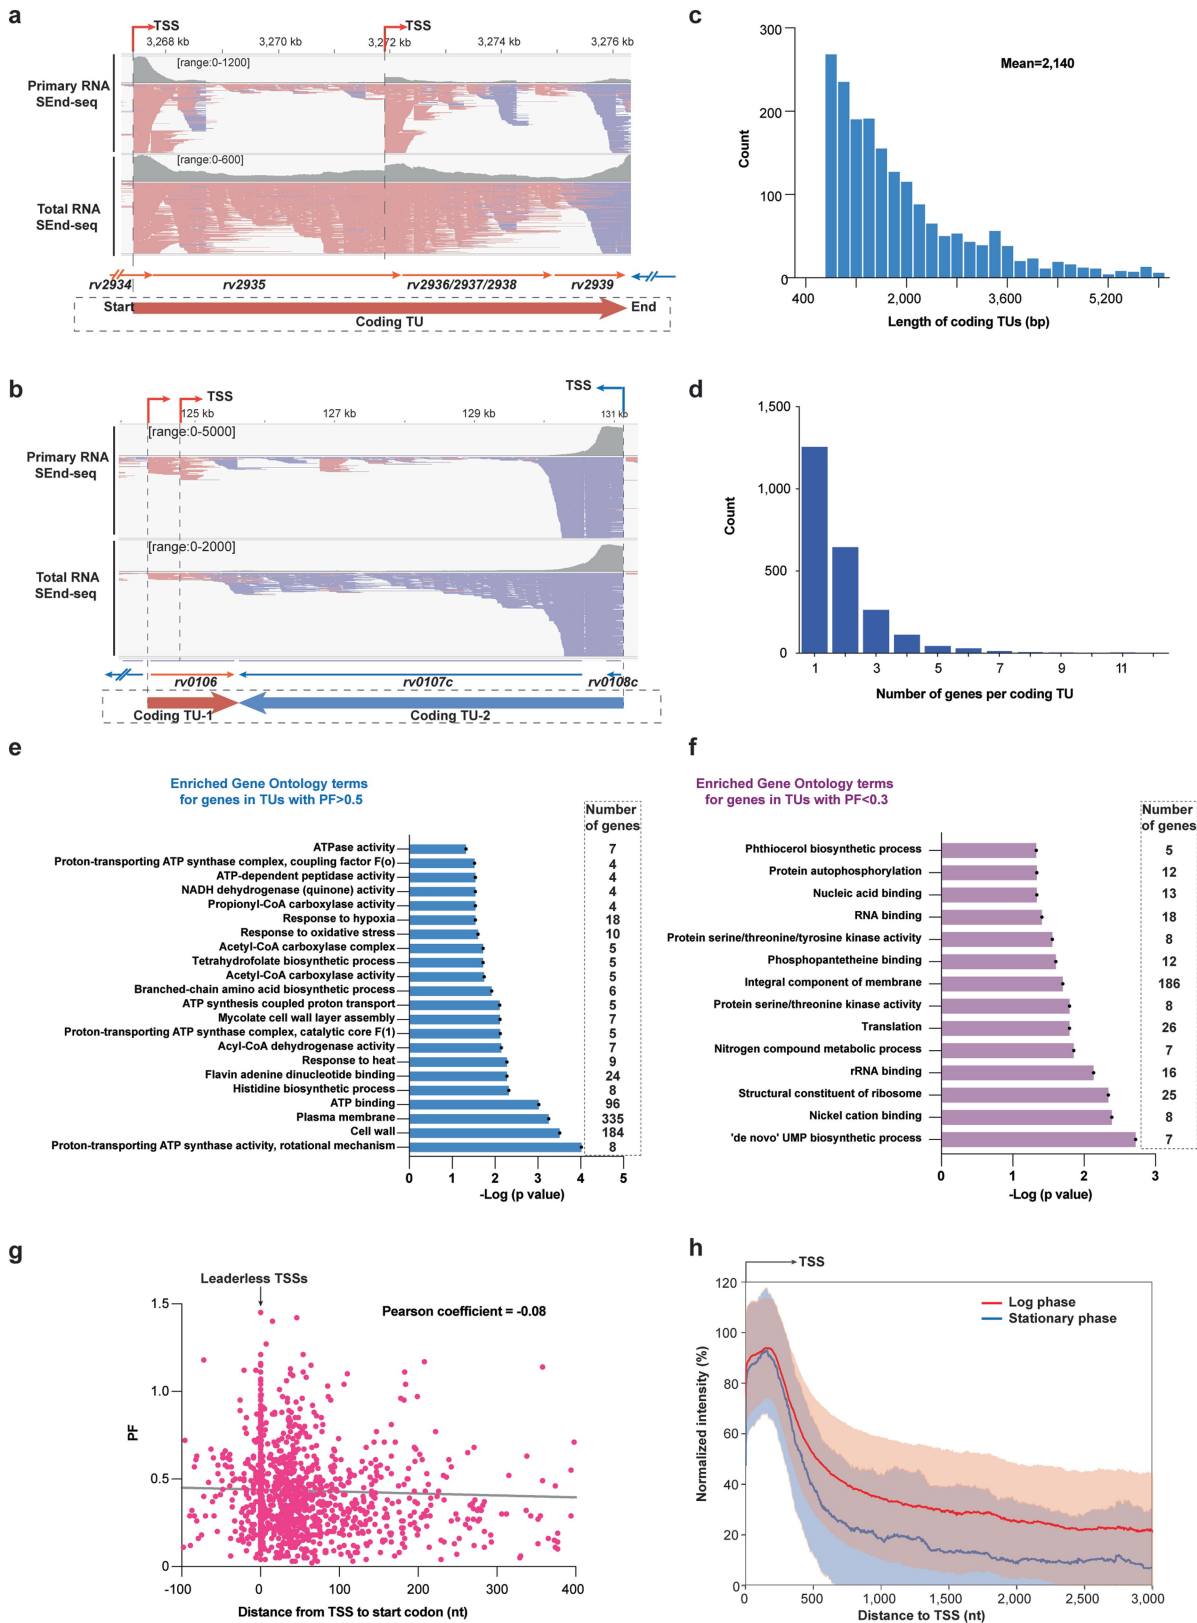 a
TSS
TSS
3,268 kb
3,270 kb
3,272 kb
3,274 kb
3,276 kb
[range:0-1200]
Primary RNA
SEnd-seq
[range:0-600]
Total RNA
SEnd-seq
rv2934
rv2935
rv2936/2937/2938
rv2939
Start
End
Coding TU
b
TSS
TSS
125 kb
127 kb
129 kb
131 kb
[range:0-5000]
Primary RNA
SEnd-seq
[range:0-2000]
Total RNA
SEnd-seq
rv0106
rv0107c
rv0108c
Coding TU-1
Coding TU-2
c
300
200
100
0
Count
Mean=2,140
400
2,000
3,600
5,200
Length of coding TUs (bp)
d
1,500
1,000
500
0
Count
1
3
5
7
9
11
Number of genes per coding TU
e
Enriched Gene Ontology terms
for genes in TUs with PF>0.5
Number
of genes
ATPase activity 7
Proton-transporting ATP synthase complex, coupling factor F(o) 4
ATP-dependent peptidase activity 4
NADH dehydrogenase (quinone) activity 4
Propionyl-CoA carboxylase activity 4
Response to hypoxia 18
Response to oxidative stress 10
Acetyl-CoA carboxylase complex 5
Tetrahydrofolate biosynthetic process 5
Acetyl-CoA carboxylase activity 5
Branched-chain amino acid biosynthetic process 6
ATP synthesis coupled proton transport 5
Mycolate cell wall layer assembly 7
Proton-transporting ATP synthase complex, catalytic core F(1) 5
Acyl-CoA dehydrogenase activity 7
Response to heat 9
Flavin adenine dinucleotide binding 24
Histidine biosynthetic process 8
ATP binding 96
Plasma membrane 335
Cell wall 184
Proton-transporting ATP synthase activity, rotational mechanism 8
0 1 2 3 4 5
-Log (p value)
f
Enriched Gene Ontology terms
for genes in TUs with PF<0.3
Number
of genes
Phthiocerol biosynthetic process 5
Protein autophosphorylation 12
Nucleic acid binding 13
RNA binding 18
Protein serine/threonine/tyrosine kinase activity 8
Phosphopantetheine binding 12
Integral component of membrane 186
Protein serine/threonine kinase activity 8
Translation 26
Nitrogen compound metabolic process 7
rRNA binding 16
Structural constituent of ribosome 25
Nickel cation binding 8
'de novo' UMP biosynthetic process 7
0 1 2 3
-Log (p value)
g
Leaderless TSSs
Pearson coefficient = -0.08
1.5
1.0
0.5
0
PF
-100 0 100 200 300 400
Distance from TSS to start codon (nt)
h
TSS
120
100
80
60
40
20
0
Normalized intensity (%)
Log phase
Stationary phase
0 500 1,000 1,500 2,000 2,500 3,000
Distance to TSS (nt)